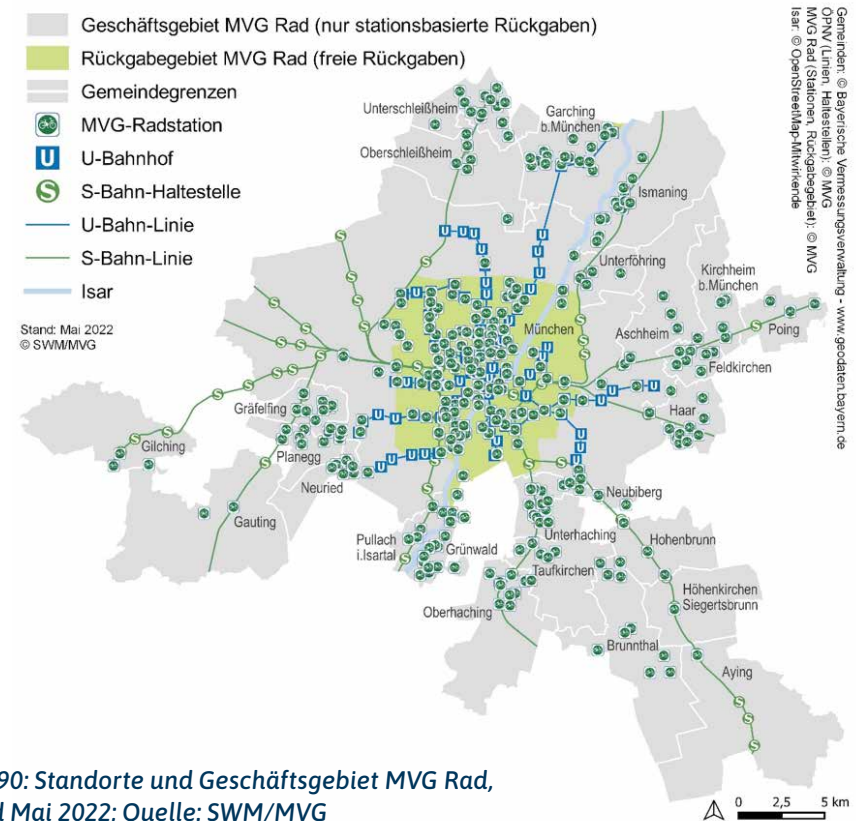 Geschäftsgebiet MVG Rad (nur stationsbasierte Rückgaben)
Rückgabegebiet MVG Rad (freie Rückgaben)
Gemeindegrenzen
MVG-Radstation
U U-Bahnhof
S S-Bahn-Haltestelle
U-Bahn-Linie
S-Bahn-Linie
Isar
Stand: Mai 2022
© SWM/MVG
Gemeinden: © Bayerische Vermessungsverwaltung - www.geodaten.bayern.de
ÖPNV (Linien, Haltestellen): © MVG
MVG Rad (Stationen, Rückgabegebiet): © MVG
Isar: © OpenStreetMap-Mitwirkende
Unterschleißheim
Garching
b.München
Oberschleißheim
Ismaning
Unterföhring
Kirchheim
b.München
München
Aschheim
Poing
Feldkirchen
Gräfelfing
Haar
Gilching
Planegg
Neuried
Neubiberg
Gauting
Pullach
i.Isartal
Grünwald
Unterhaching
Hohenbrunn
Taufkirchen
Höhenkirchen
Siegertsbrunn
Oberhaching
Brunnthal
Aying
90: Standorte und Geschäftsgebiet MVG Rad,
d Mai 2022; Quelle: SWM/MVG
0 2,5 5 km